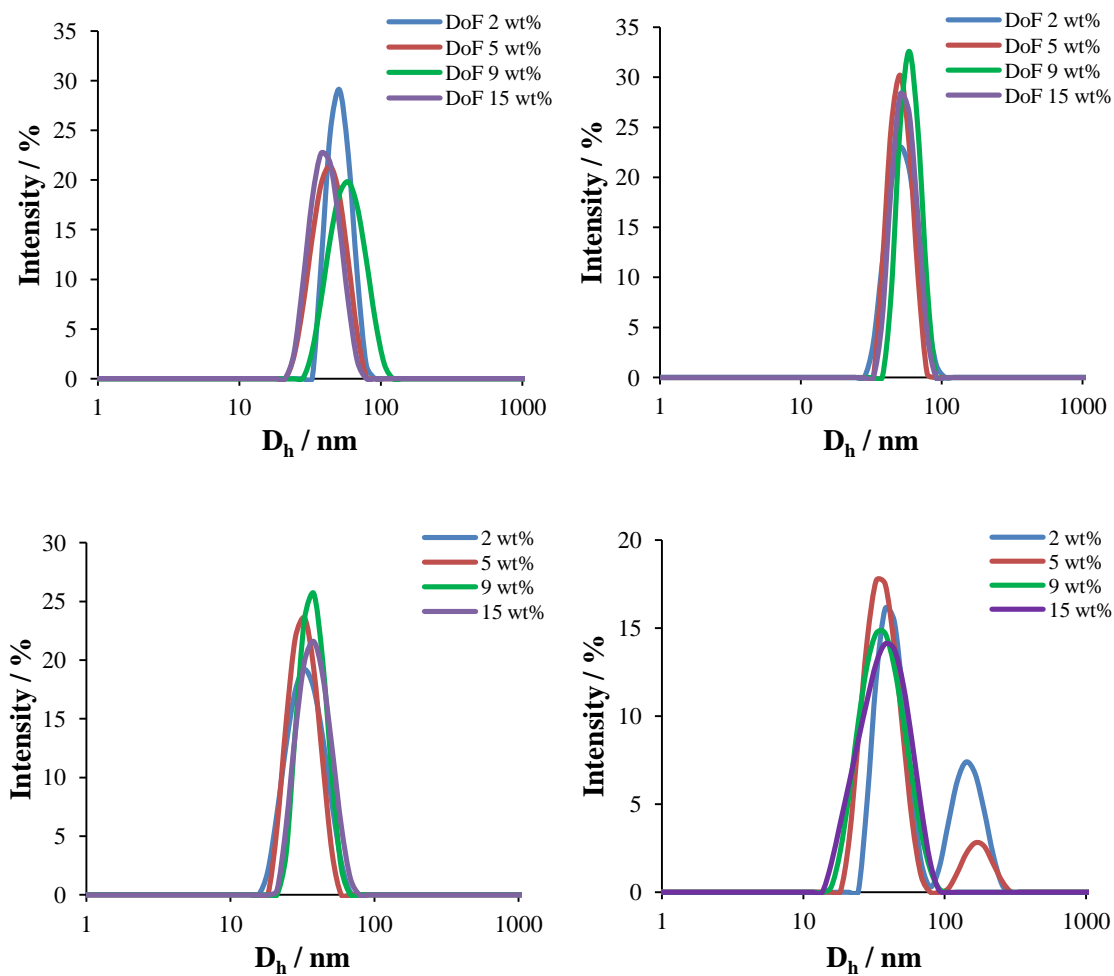 35
30
25
20
15
10
5
0
Intensity / %
DoF 2 wt%
DoF 5 wt%
DoF 9 wt%
DoF 15 wt%
1 10 100 1000
Dₕ / nm
35
30
25
20
15
10
5
0
Intensity / %
DoF 2 wt%
DoF 5 wt%
DoF 9 wt%
DoF 15 wt%
1 10 100 1000
Dₕ / nm
30
25
20
15
10
5
0
Intensity / %
2 wt%
5 wt%
9 wt%
15 wt%
1 10 100 1000
Dₕ / nm
20
15
10
5
0
Intensity / %
2 wt%
5 wt%
9 wt%
15 wt%
1 10 100 1000
Dₕ / nm